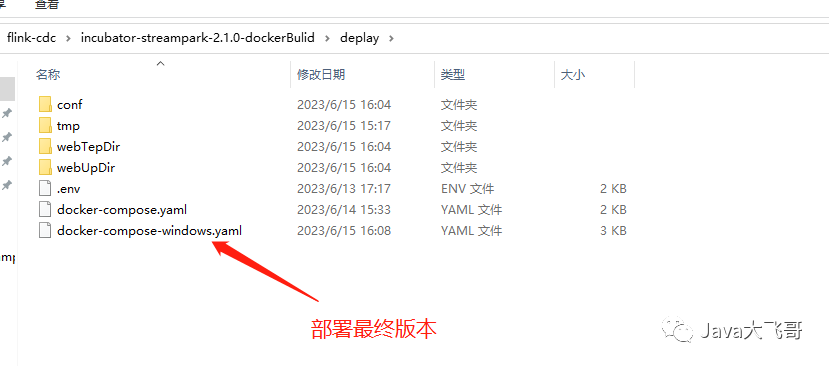 查看
flink-cdc › incubator-streampark-2.1.0-dockerBulid › deplay ›
名称 修改日期 类型 大小
conf 2023/6/15 16:04 文件夹
tmp 2023/6/15 15:17 文件夹
webTepDir 2023/6/15 16:04 文件夹
webUpDir 2023/6/15 16:04 文件夹
.env 2023/6/13 17:17 ENV 文件 2 KB
docker-compose.yaml 2023/6/14 15:33 YAML 文件 2 KB
docker-compose-windows.yaml 2023/6/15 16:08 YAML 文件 3 KB
部署最终版本
Java大飞哥